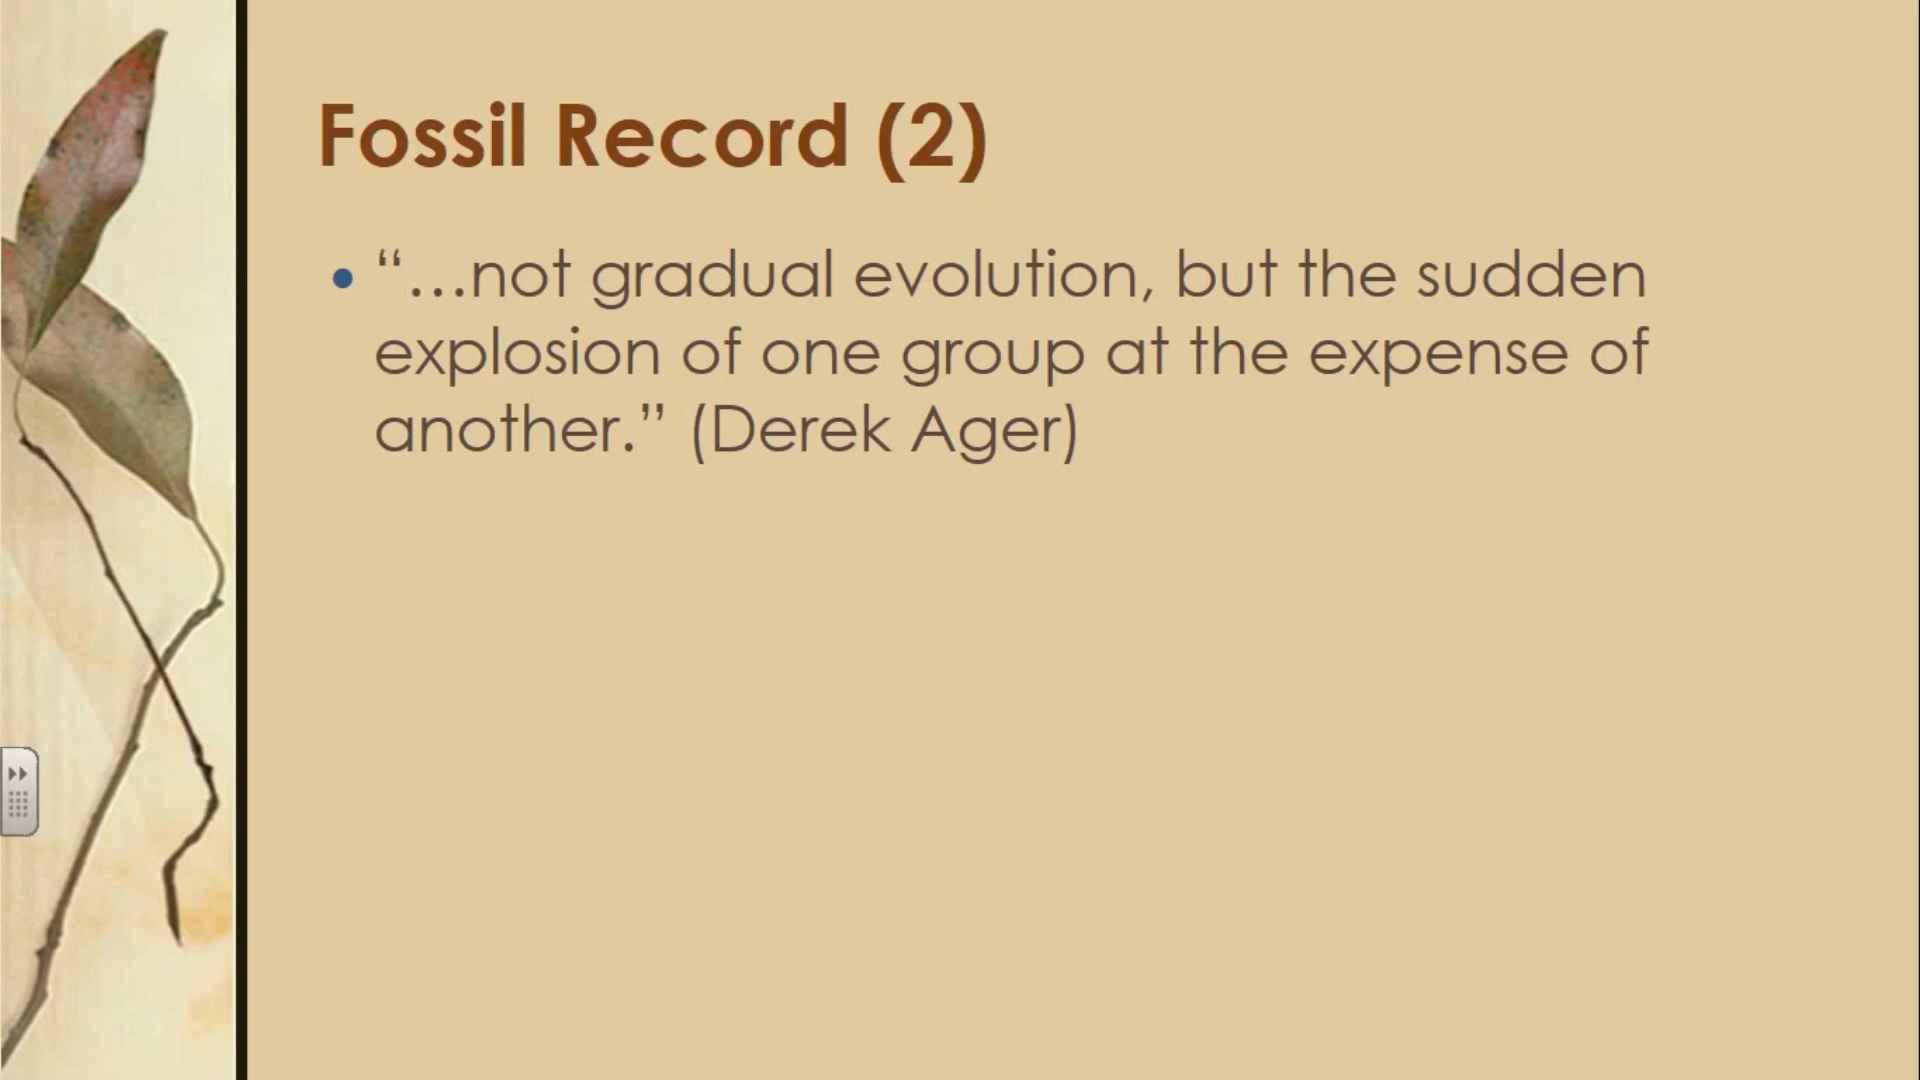 Fossil Record (2)
• “…not gradual evolution, but the sudden
explosion of one group at the expense of
another.” (Derek Ager)